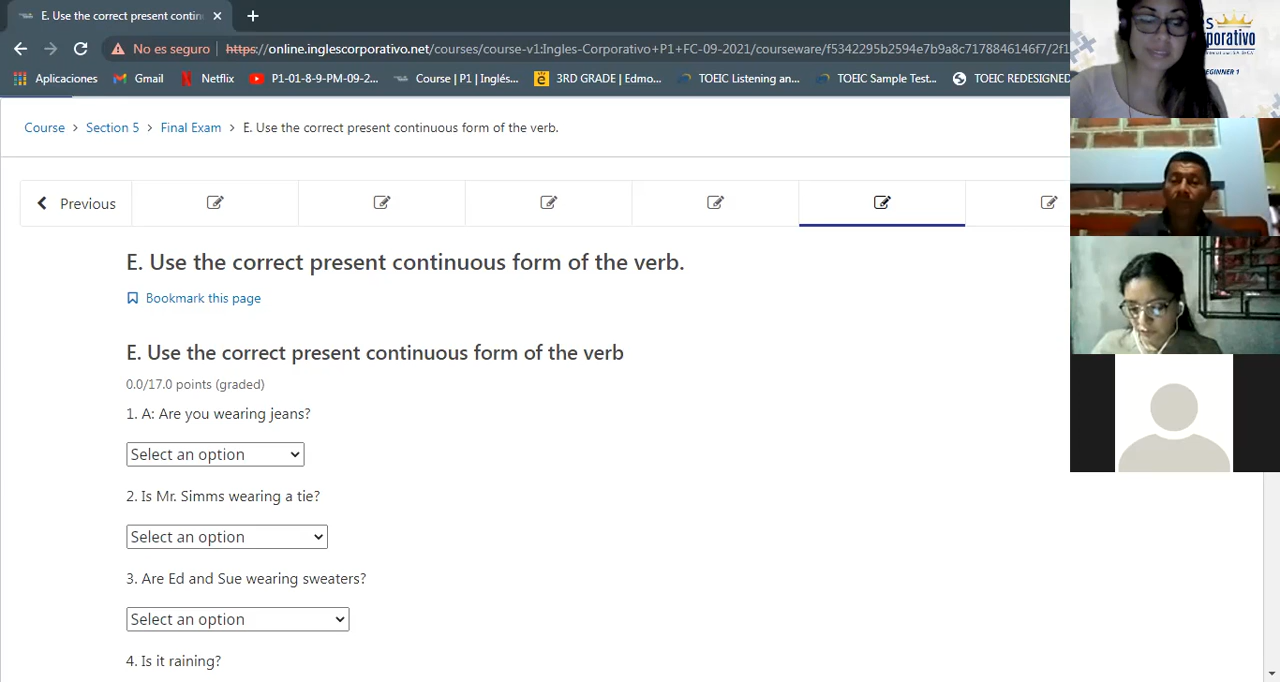 E. Use the correct present contin
No es seguro | https://online.inglescorporativo.net/courses/course-v1:Ingles-Corporativo+P1+FC-09-2021/courseware/f5342295b2594e7b9a8c7178846146f7/2f1
Aplicaciones Gmail Netflix P1-01-8-9-PM-09-2... Course | P1 | Inglés... 3RD GRADE | Edmo... TOEIC Listening an... TOEIC Sample Test... TOEIC REDESIGNED
porativo
EGINNER 1
Course > Section 5 > Final Exam > E. Use the correct present continuous form of the verb.
Previous
E. Use the correct present continuous form of the verb.
Bookmark this page
E. Use the correct present continuous form of the verb
0.0/17.0 points (graded)
1. A: Are you wearing jeans?
Select an option
2. Is Mr. Simms wearing a tie?
Select an option
3. Are Ed and Sue wearing sweaters?
Select an option
4. Is it raining?